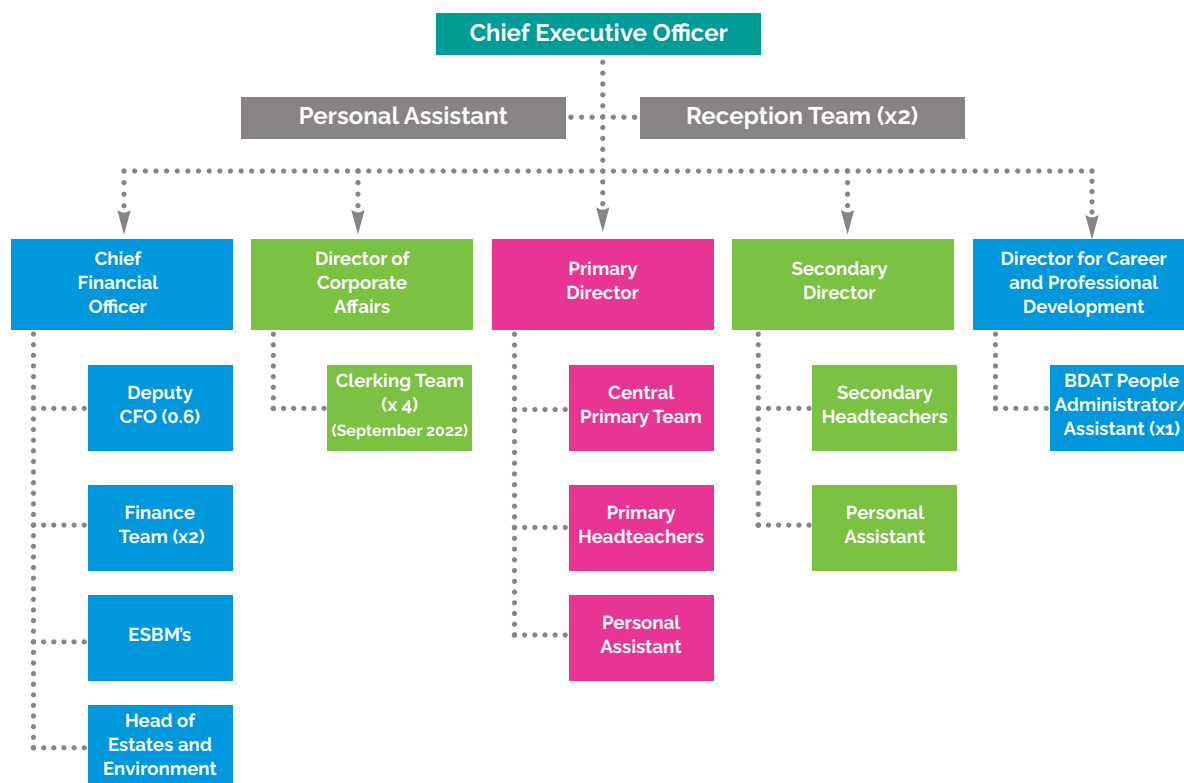 Chief Executive Officer
Personal Assistant
Reception Team (x2)
Chief
Financial
Officer
Director of
Corporate
Affairs
Primary
Director
Secondary
Director
Director for Career
and Professional
Development
Deputy
CFO (0.6)
Clerking Team
(x 4)
(September 2022)
Central
Primary Team
Secondary
Headteachers
BDAT People
Administrator/
Assistant (x1)
Finance
Team (x2)
Primary
Headteachers
Personal
Assistant
ESBM's
Personal
Assistant
Head of
Estates and
Environment